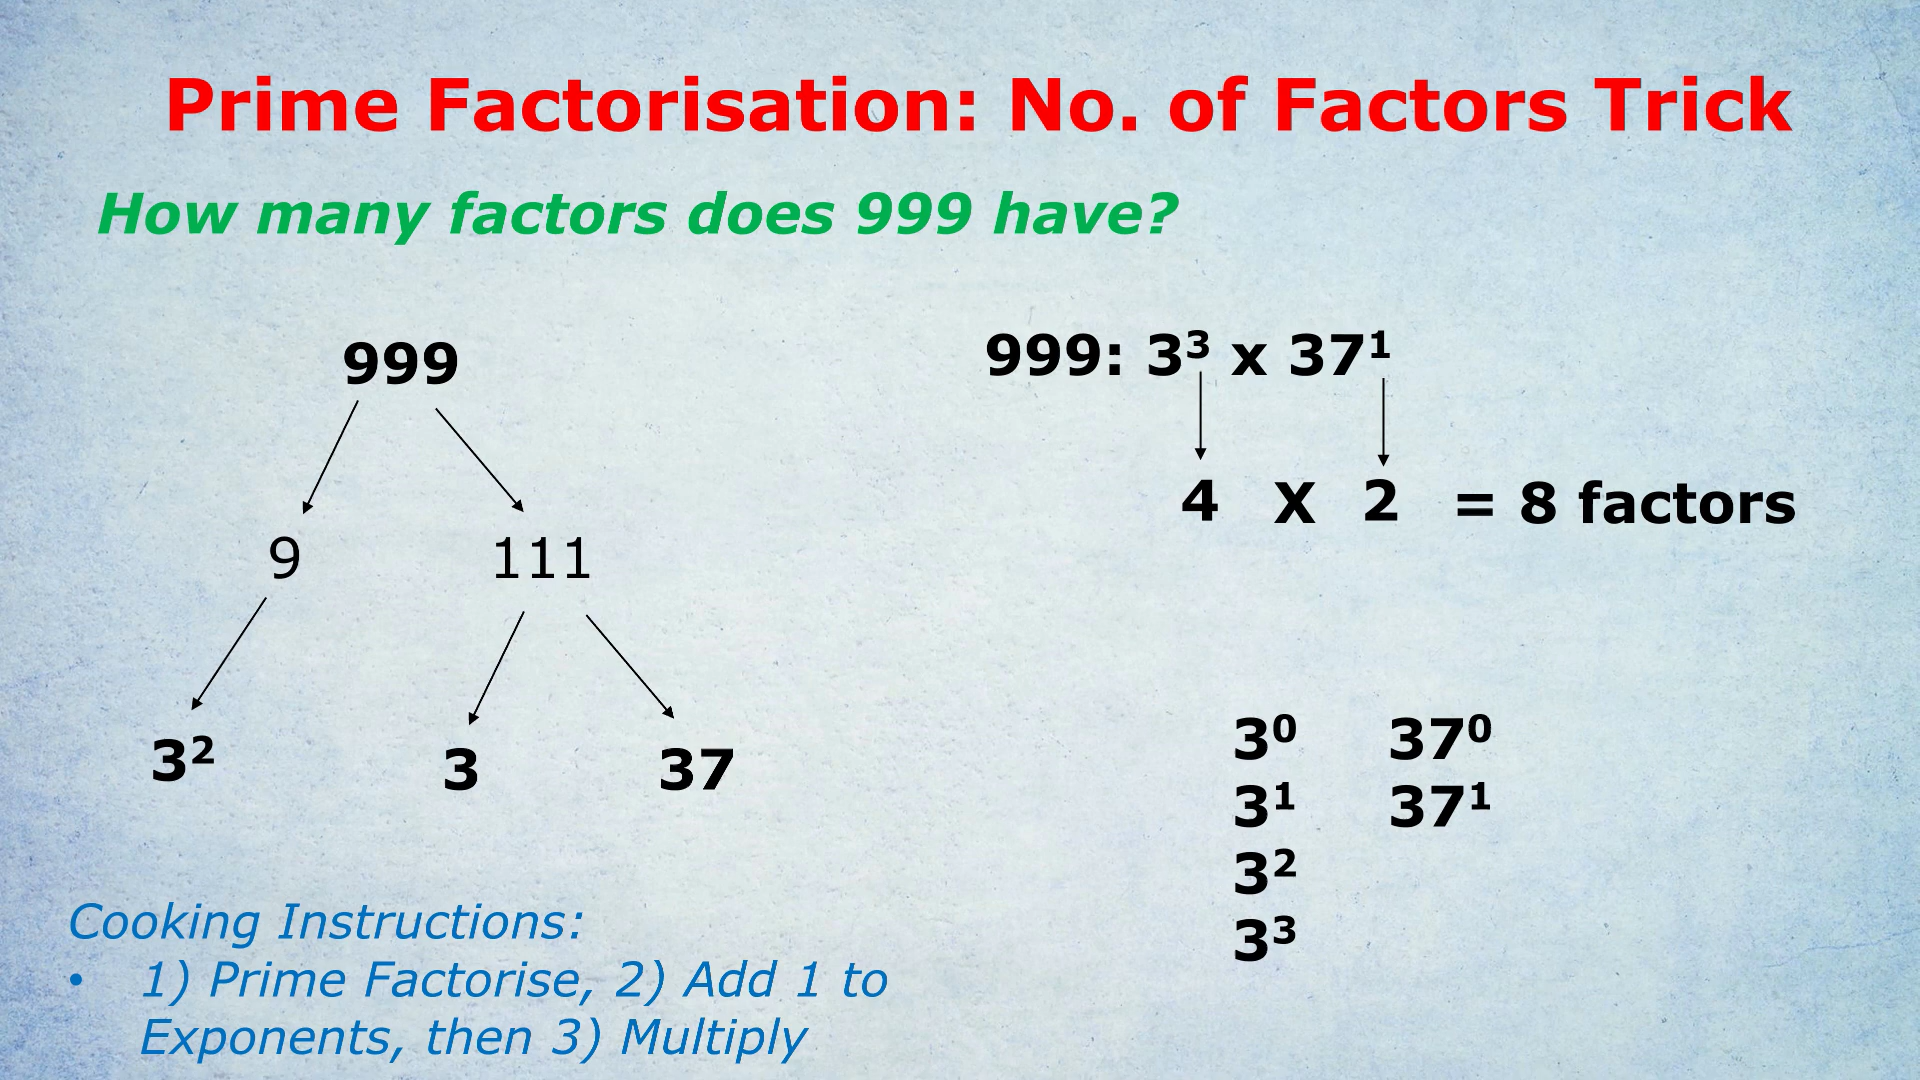 Prime Factorisation: No. of Factors Trick
How many factors does 999 have?
999
9 111
3² 3 37
999: 3³ x 37¹
4 X 2 = 8 factors
3⁰ 37⁰
3¹ 37¹
3²
3³
Cooking Instructions:
• 1) Prime Factorise, 2) Add 1 to
Exponents, then 3) Multiply